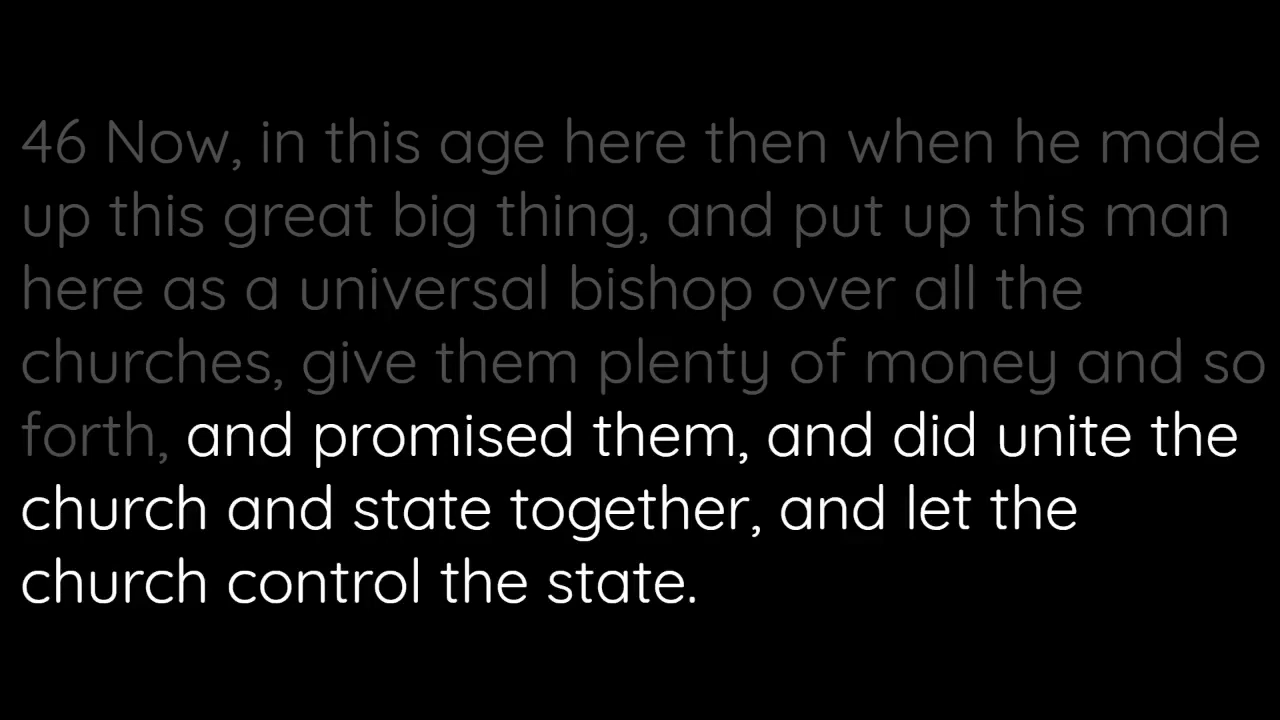 46 Now, in this age here then when he made
up this great big thing, and put up this man
here as a universal bishop over all the
churches, give them plenty of money and so
forth, and promised them, and did unite the
church and state together, and let the
church control the state.